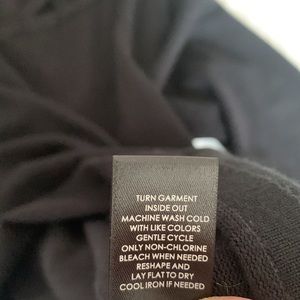 TURN GARMENT
INSIDE OUT
MACHINE WASH COLD
WITH LIKE COLORS
GENTLE CYCLE
ONLY NON-CHLORINE
BLEACH WHEN NEEDED
RESHAPE AND
LAY FLAT TO DRY
COOL IRON IF NEEDED